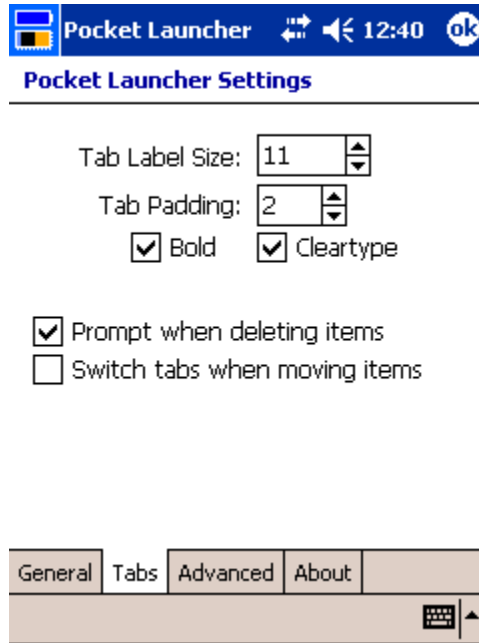 Pocket Launcher 12:40 ok
Pocket Launcher Settings
Tab Label Size: 11
Tab Padding: 2
Bold Cleartype
Prompt when deleting items
Switch tabs when moving items
General Tabs Advanced About